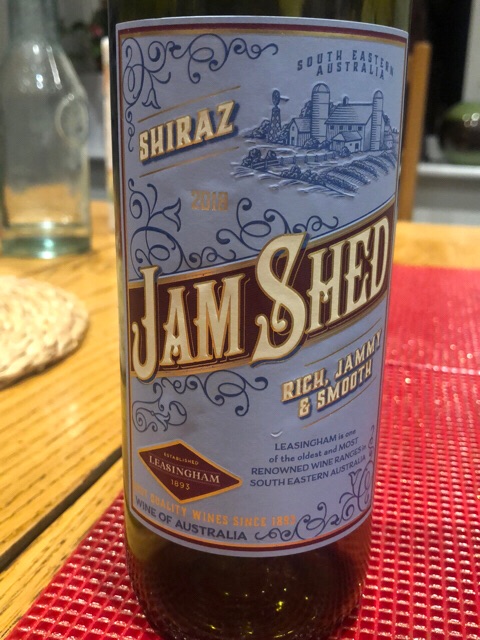 SOUTH EASTERN
AUSTRALIA
SHIRAZ
JAM SHED
RICH, JAMMY
& SMOOTH
LEASINGHAM is one
of the oldest and MOST
RENOWNED WINE RANGES in
SOUTH EASTERN AUSTRALIA
ESTABLISHED
LEASINGHAM
1893
QUALITY WINES SINCE 1893
WINE OF AUSTRALIA